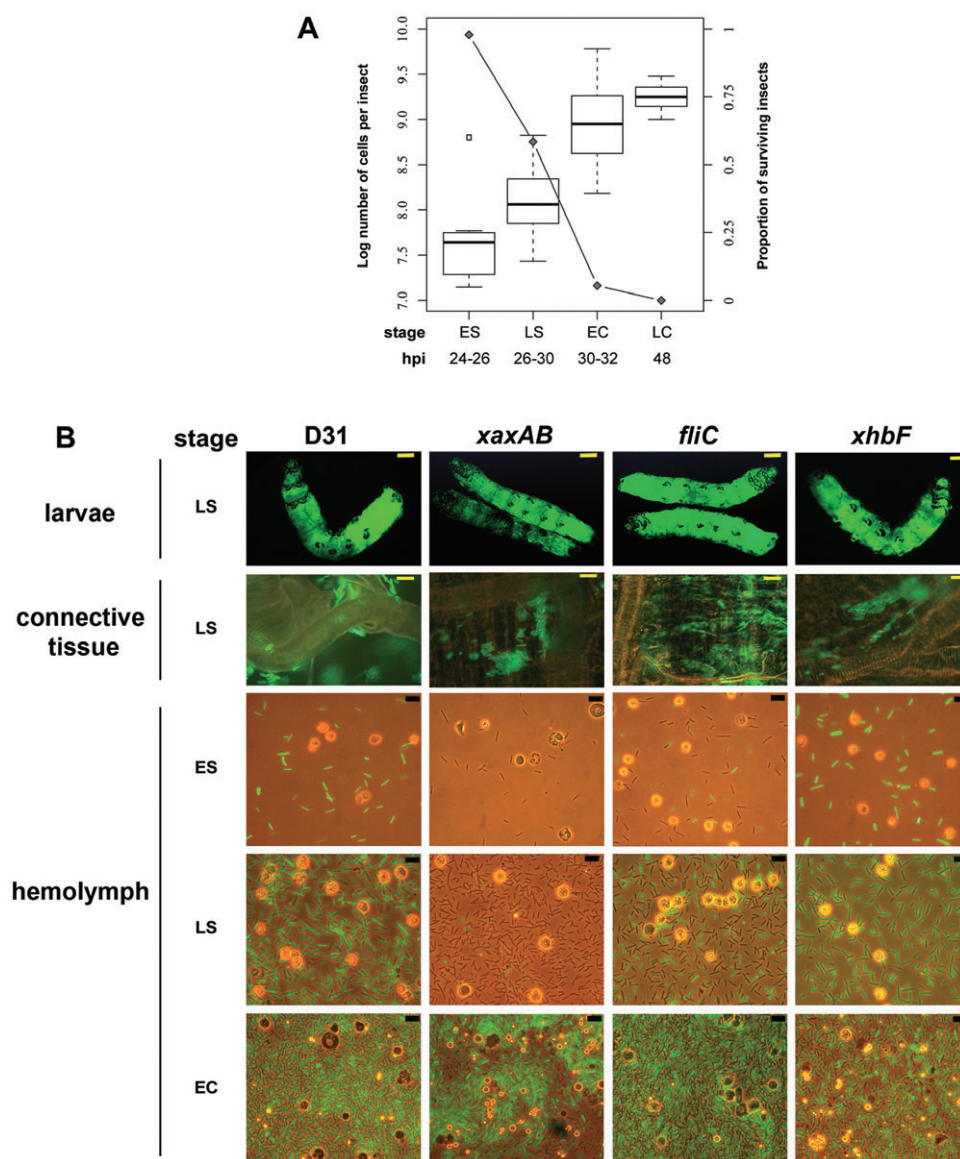 A
Log number of cells per insect
10.0
9.5
9.0
8.5
8.0
7.5
7.0
1
0.75
0.5
0.25
0
Proportion of surviving insects
stage ES LS EC LC
hpi 24-26 26-30 30-32 48
B stage D31 xaxAB fliC xhbF
larvae LS
connective tissue LS
hemolymph
ES
LS
EC